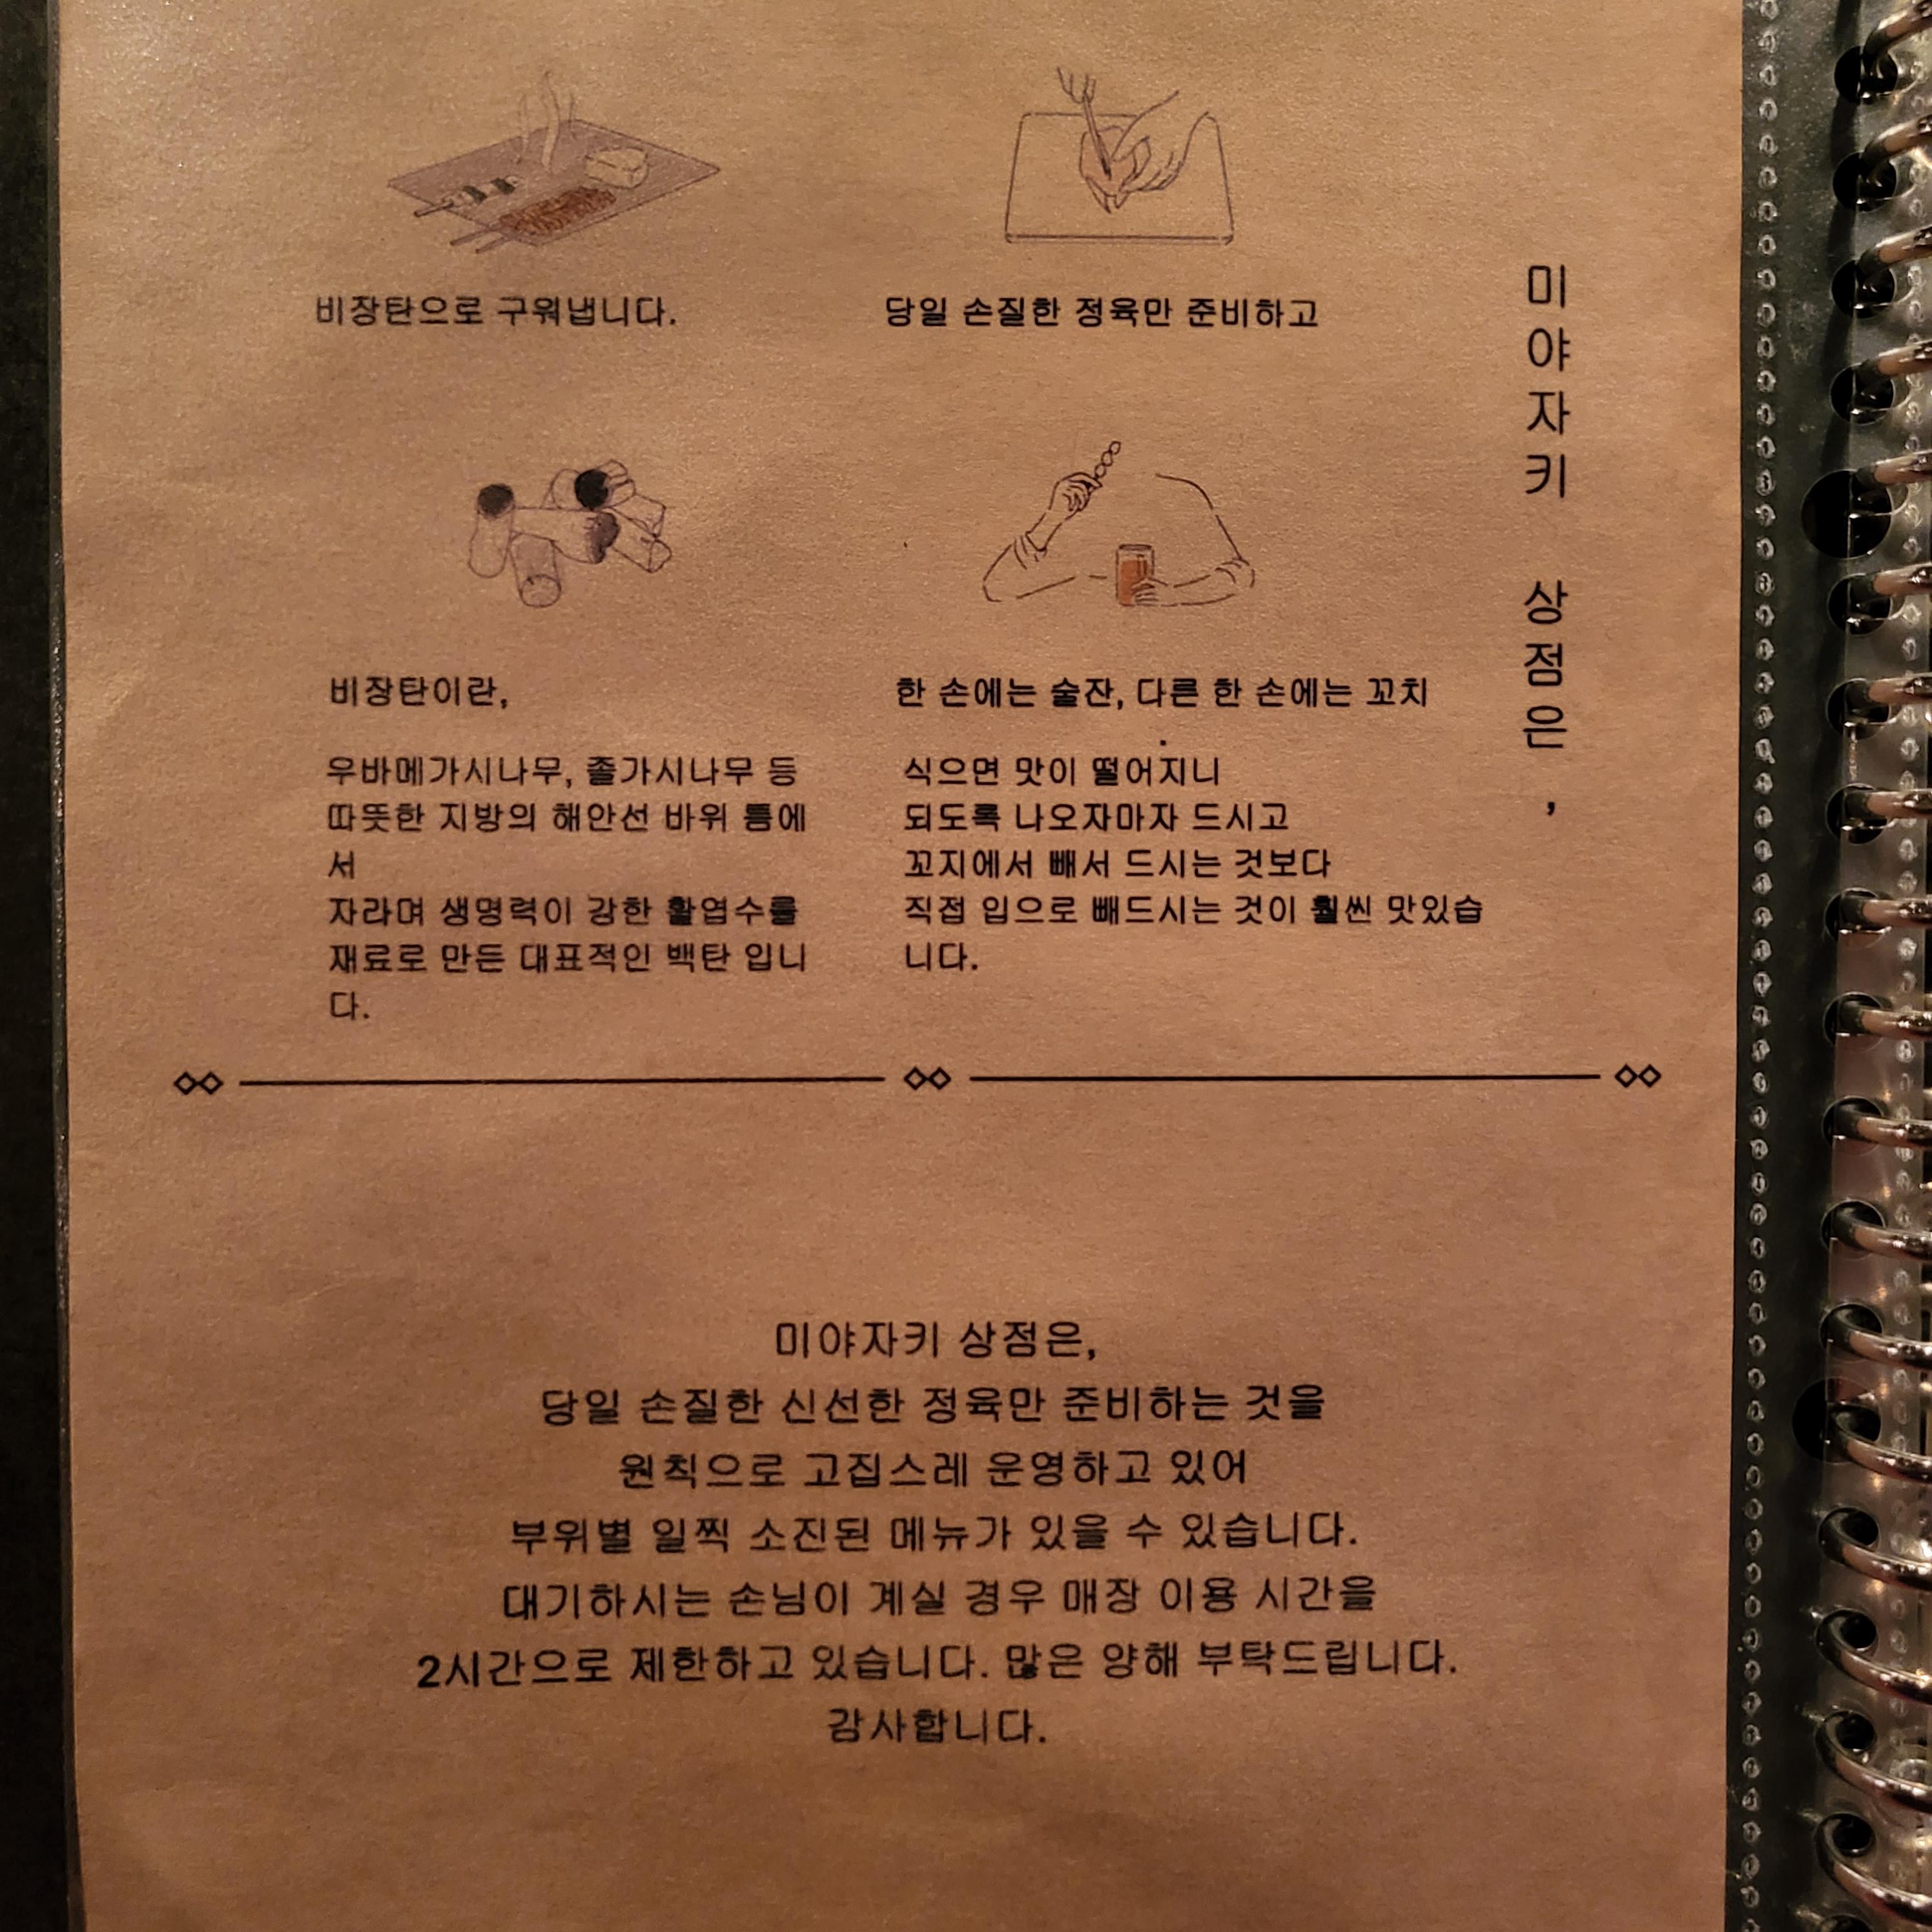 미야자키 상점은,
당일 손질한 정육만 준비하고
비장탄으로 구워냅니다.
한 손에는 술잔, 다른 한 손에는 꼬치
식으면 맛이 떨어지니
되도록 나오자마자 드시고
꼬지에서 빼서 드시는 것보다
직접 입으로 빼드시는 것이 훨씬 맛있습
니다.
비장탄이란,
우바메가시나무, 졸가시나무 등
따뜻한 지방의 해안선 바위 틈에
서
자라며 생명력이 강한 활엽수를
재료로 만든 대표적인 백탄 입니
다.
미야자키 상점은,
당일 손질한 신선한 정육만 준비하는 것을
원칙으로 고집스레 운영하고 있어
부위별 일찍 소진된 메뉴가 있을 수 있습니다.
대기하시는 손님이 계실 경우 매장 이용 시간을
2시간으로 제한하고 있습니다. 많은 양해 부탁드립니다.
감사합니다.